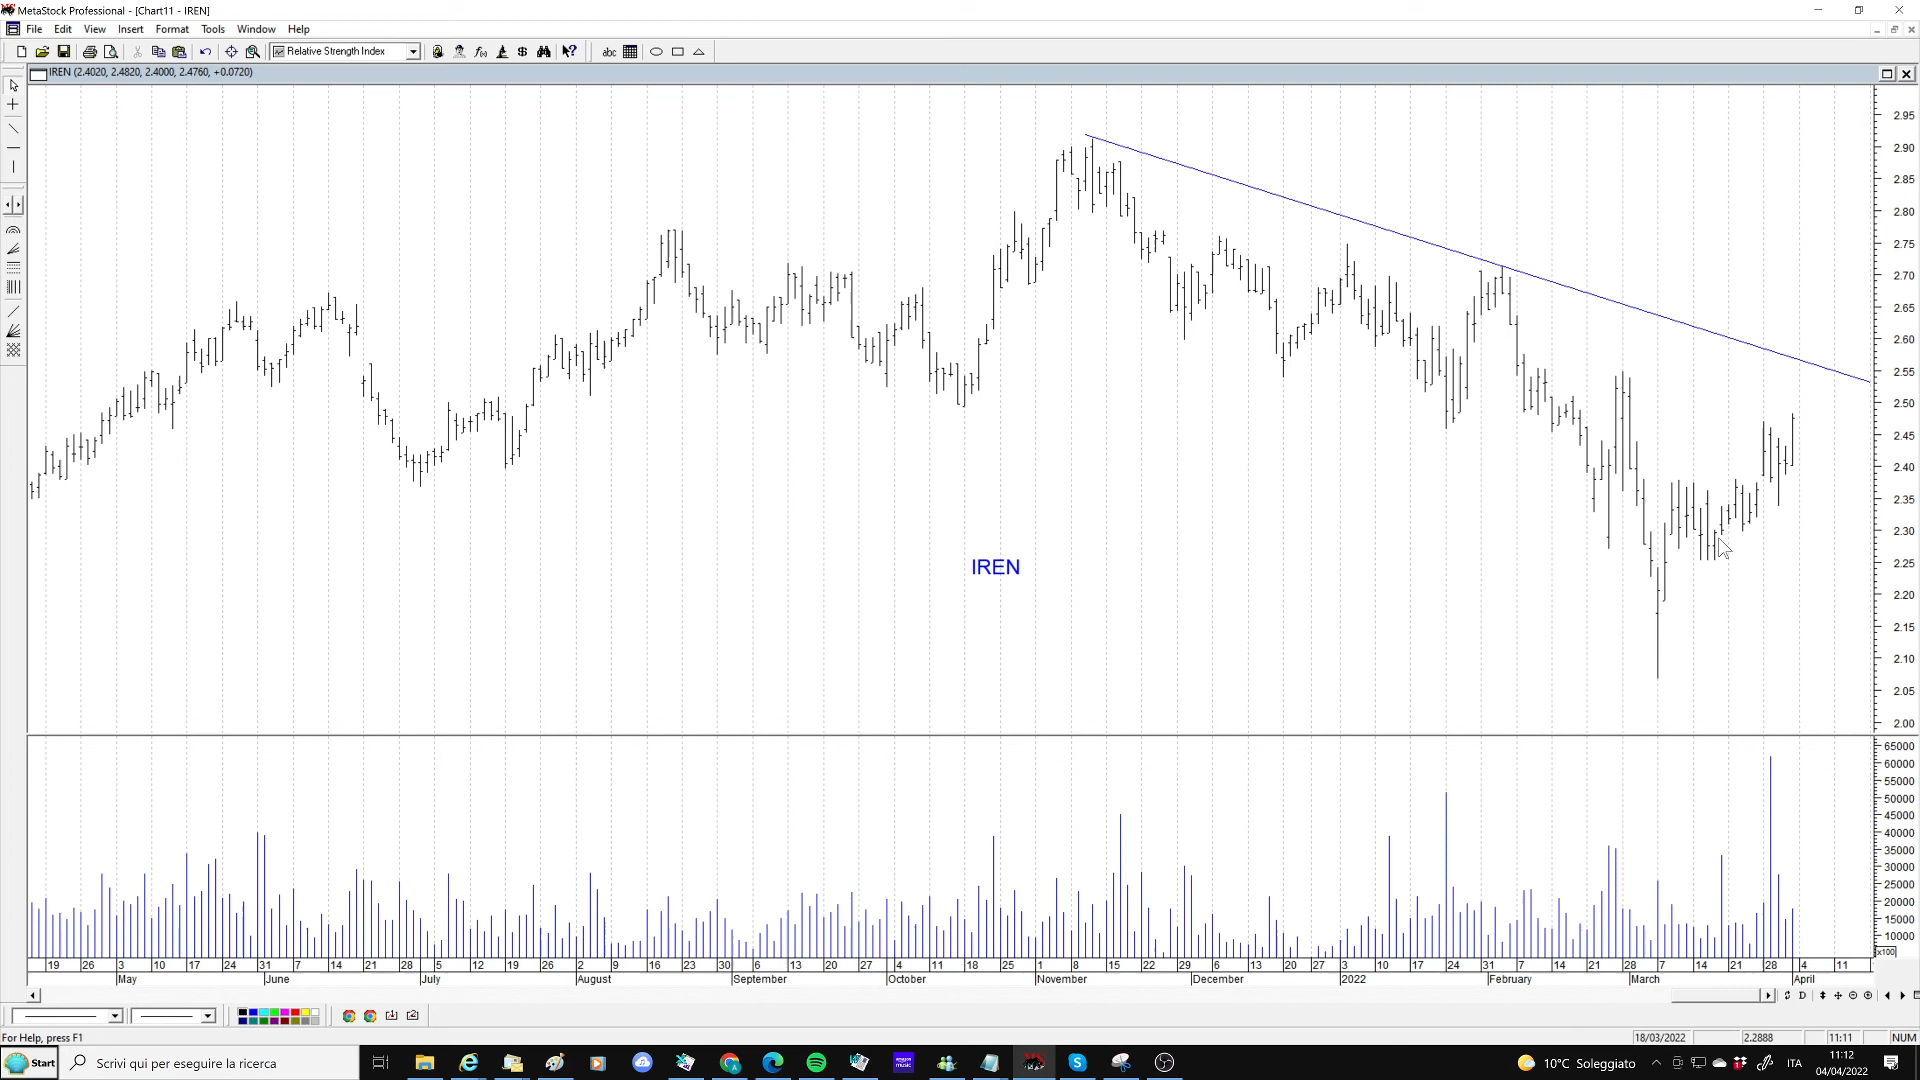 MetaStock Professional - [Chart11 - IREN]
File Edit View Insert Format Tools Window Help
Relative Strength Index
abc
IREN (2.4020, 2.4820, 2.4000, 2.4760, +0.0720)
2.95
2.90
2.85
2.80
2.75
2.70
2.65
2.60
2.55
2.50
2.45
2.40
2.35
2.30
2.25
2.20
2.15
2.10
2.05
2.00
IREN
65000
60000
55000
50000
45000
40000
35000
30000
25000
20000
15000
10000
x100
19 26 3 10 17 24 31 7 14 21 28 5 12 19 26 2 9 16 23 30 6 13 20 27 4 11 18 25 1 8 15 22 29 6 13 20 27 3 10 17 24 31 7 14 21 28 7 14 21 28 4 11
May June July August September October November December 2022 February March April
D
For Help, press F1
18/03/2022 2.2888 11:11 NUM
Start
Scrivi qui per eseguire la ricerca
10°C Soleggiato
ITA
11:12
04/04/2022